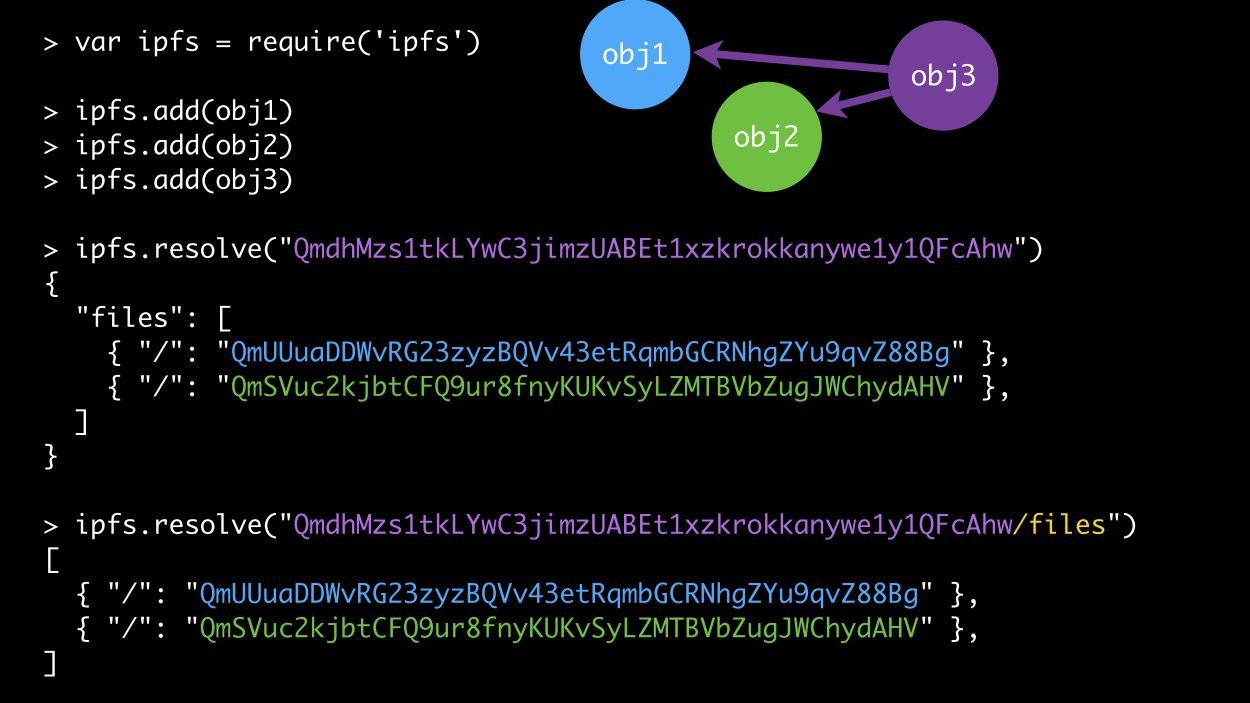 > var ipfs = require('ipfs')
obj1
obj3
obj2
> ipfs.add(obj1)
> ipfs.add(obj2)
> ipfs.add(obj3)
> ipfs.resolve("QmdhMzs1tkLYwC3jimzUABEt1xzkrokkanywe1y1QFcAhw")
{
  "files": [
    { "/": "QmUUuaDDWvRG23zyzBQVv43etRqmbGCRNhgZYu9qvZ88Bg" },
    { "/": "QmSVuc2kjbtCFQ9ur8fnyKUKvSyLZMTBVbZugJWChydAHV" },
  ]
}
> ipfs.resolve("QmdhMzs1tkLYwC3jimzUABEt1xzkrokkanywe1y1QFcAhw/files")
[
  { "/": "QmUUuaDDWvRG23zyzBQVv43etRqmbGCRNhgZYu9qvZ88Bg" },
  { "/": "QmSVuc2kjbtCFQ9ur8fnyKUKvSyLZMTBVbZugJWChydAHV" },
]